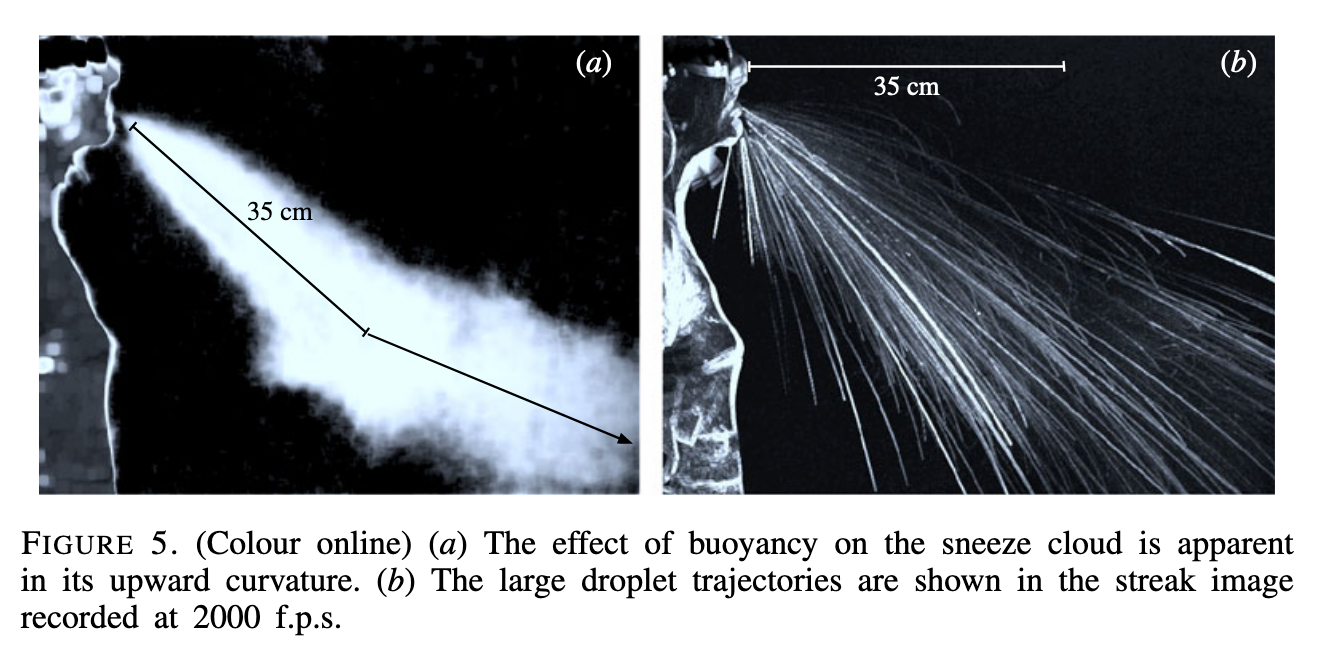 (a)
35 cm
(b)
35 cm
FIGURE 5. (Colour online) (a) The effect of buoyancy on the sneeze cloud is apparent
in its upward curvature. (b) The large droplet trajectories are shown in the streak image
recorded at 2000 f.p.s.